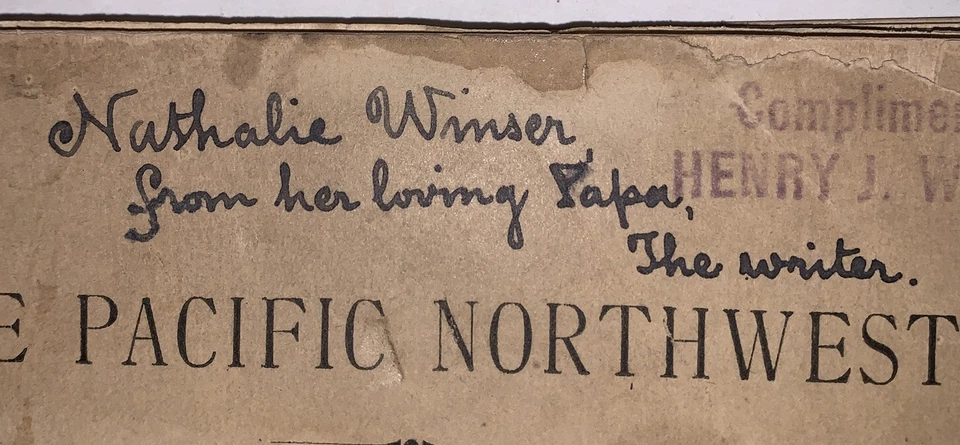 Nathalie Winser,
from her loving Papa,
The writer.
Complimen
HENRY J. W
E PACIFIC NORTHWEST